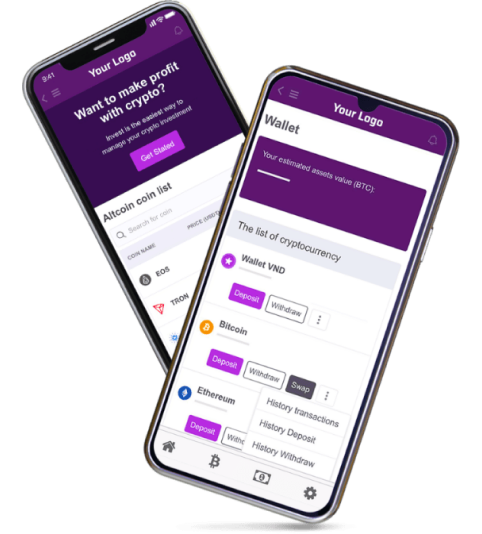 9:41
Your Logo
Want to make profit
with crypto?
Invest is the easiest way to
manage your crypto investment
Get Staled
Altcoin coin list
Search for coin
COIN NAME
PRICE (USD)
EOS
TRON
Your Logo
Wallet
Your estimated assets value (BTC):
The list of cryptocurrency
Wallet VND
Deposit Withdraw
Bitcoin
Deposit Withdraw Swap
History transactions
Ethereum
History Deposit
Deposit Withd
History Withdraw